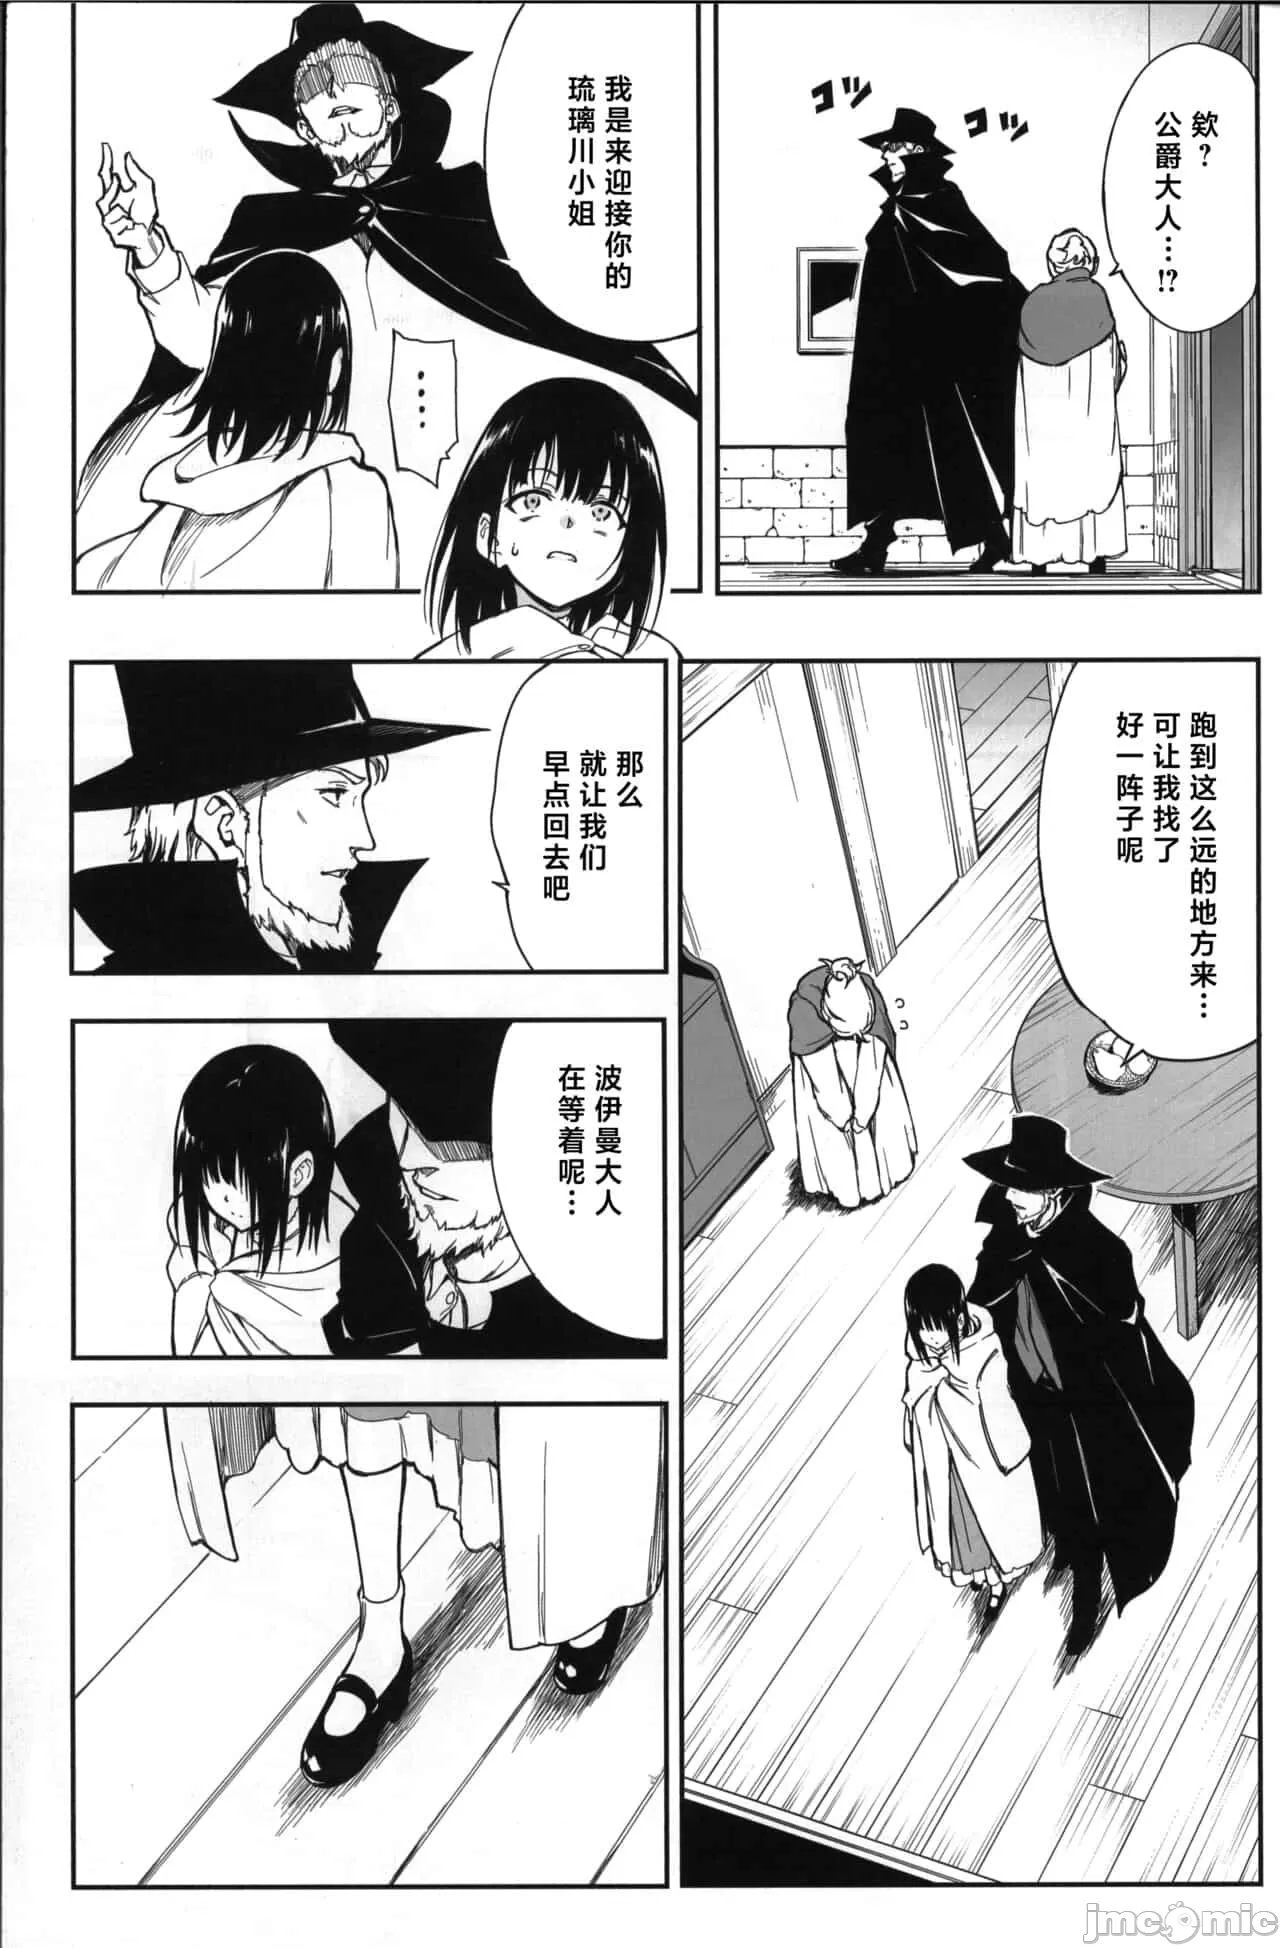 欸？
公爵大人…!?
コツ
コツ
我是来迎接你的
琉璃川小姐
‥‥
跑到这么远的地方来…
可让我找了
好一阵子呢
那么
就让我们
早点回去吧
波伊曼大人
在等着呢…
jmcomic